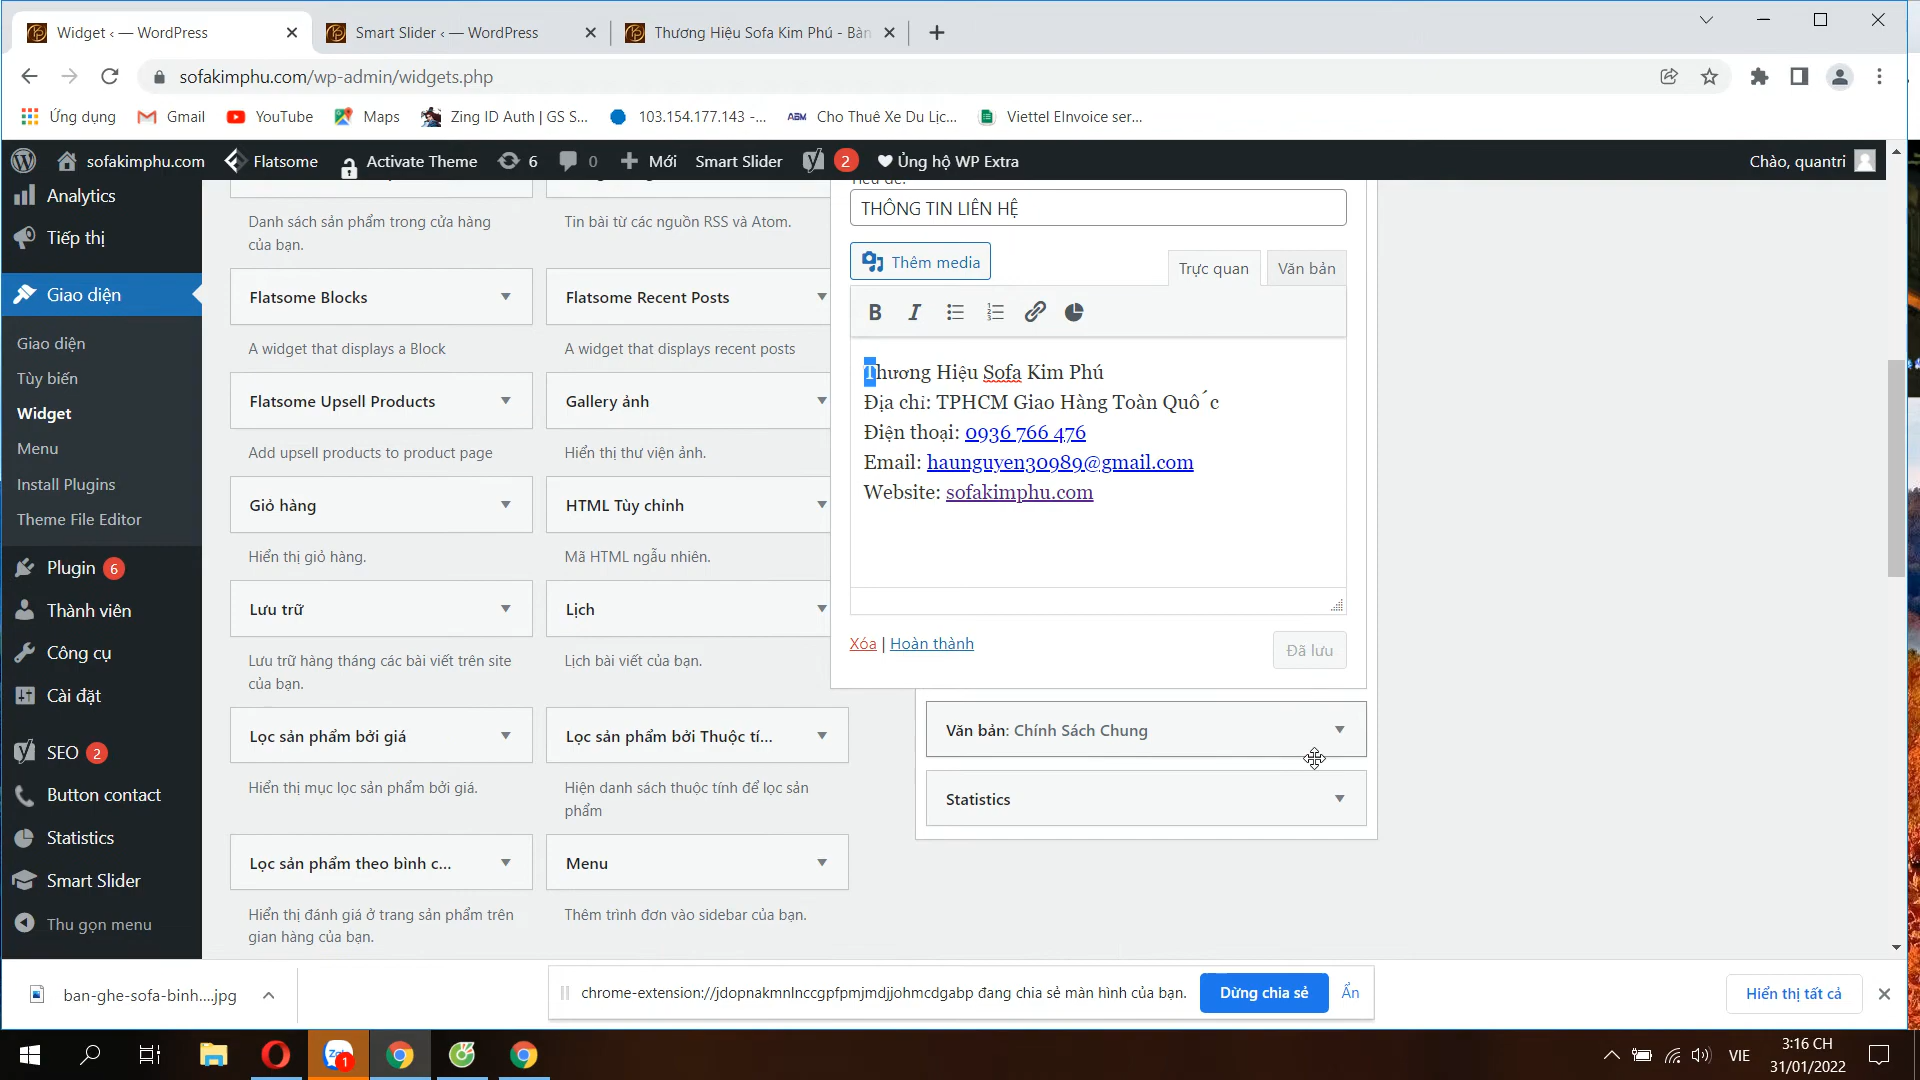 Widget ‹ — WordPress
Smart Slider ‹ — WordPress
Thương Hiệu Sofa Kim Phú - Bàn
sofakimphu.com/wp-admin/widgets.php
Ứng dụng
Gmail
YouTube
Maps
Zing ID Auth | GS S...
103.154.177.143 -...
Cho Thuê Xe Du Lịc...
Viettel EInvoice ser...
sofakimphu.com
Flatsome
Activate Theme
6
0
Mới
Smart Slider
2
Ủng hộ WP Extra
Chào, quantri
Analytics
Tiếp thị
Giao diện
Giao diện
Tùy biến
Widget
Menu
Install Plugins
Theme File Editor
Plugin 6
Thành viên
Công cụ
Cài đặt
SEO 2
Button contact
Statistics
Smart Slider
Thu gọn menu
Danh sách sản phẩm trong cửa hàng
của bạn.
Tin bài từ các nguồn RSS và Atom.
Flatsome Blocks
Flatsome Recent Posts
A widget that displays a Block
A widget that displays recent posts
Flatsome Upsell Products
Gallery ảnh
Add upsell products to product page
Hiển thị thư viện ảnh.
Giỏ hàng
HTML Tùy chỉnh
Hiển thị giỏ hàng.
Mã HTML ngẫu nhiên.
Lưu trữ
Lịch
Lưu trữ hàng tháng các bài viết trên site
của bạn.
Lịch bài viết của bạn.
Lọc sản phẩm bởi giá
Lọc sản phẩm bởi Thuộc tí...
Hiển thị mục lọc sản phẩm bởi giá.
Hiện danh sách thuộc tính để lọc sản
phẩm
Lọc sản phẩm theo bình c...
Menu
Hiển thị đánh giá ở trang sản phẩm trên
gian hàng của bạn.
Thêm trình đơn vào sidebar của bạn.
Tiêu đề:
THÔNG TIN LIÊN HỆ
Thêm media
Trực quan
Văn bản
Thương Hiệu Sofa Kim Phú
Địa chỉ: TPHCM Giao Hàng Toàn Quốc
Điện thoại: 0936 766 476
Email: haunguyen30989@gmail.com
Website: sofakimphu.com
Xóa | Hoàn thành
Đã lưu
Văn bản: Chính Sách Chung
Statistics
ban-ghe-sofa-binh....jpg
chrome-extension://jdopnakmnlnccgpfpmjmdjjohmcdgabp đang chia sẻ màn hình của bạn.
Dừng chia sẻ
Ẩn
Hiển thị tất cả
1
VIE
3:16 CH
31/01/2022